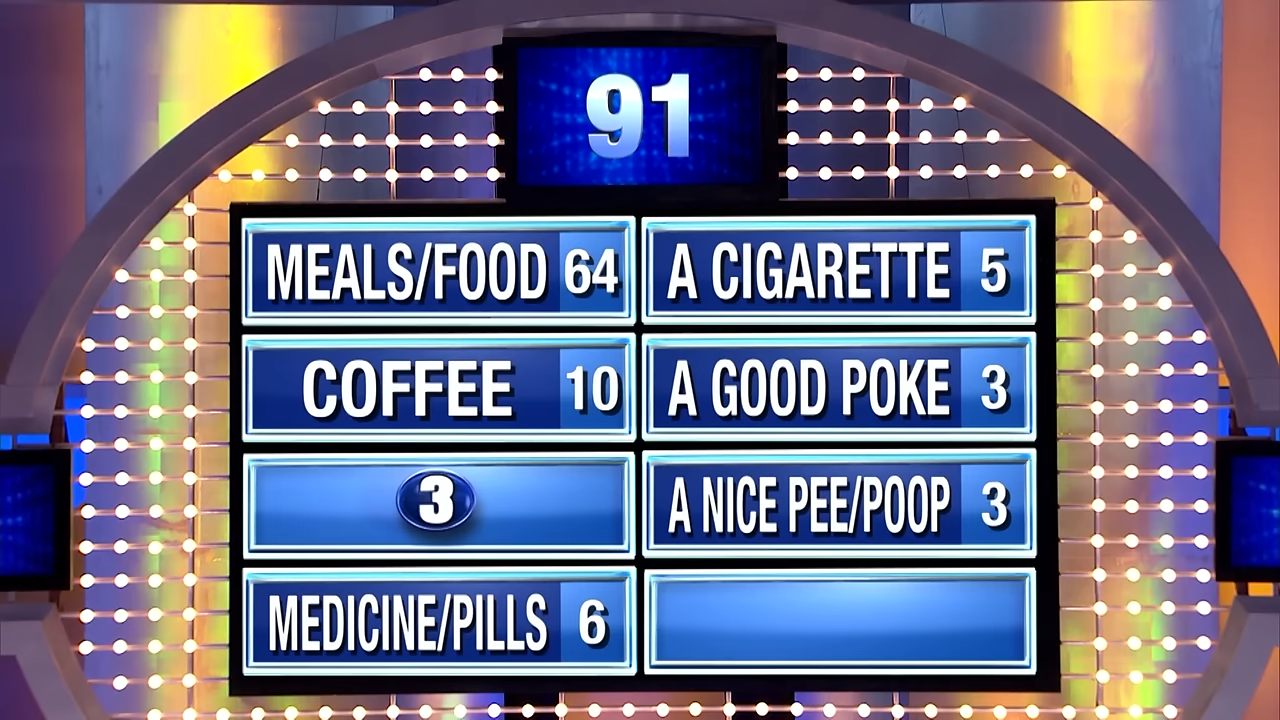 91
MEALS/FOOD 64
COFFEE 10
3
MEDICINE/PILLS 6
A CIGARETTE 5
A GOOD POKE 3
A NICE PEE/POOP 3